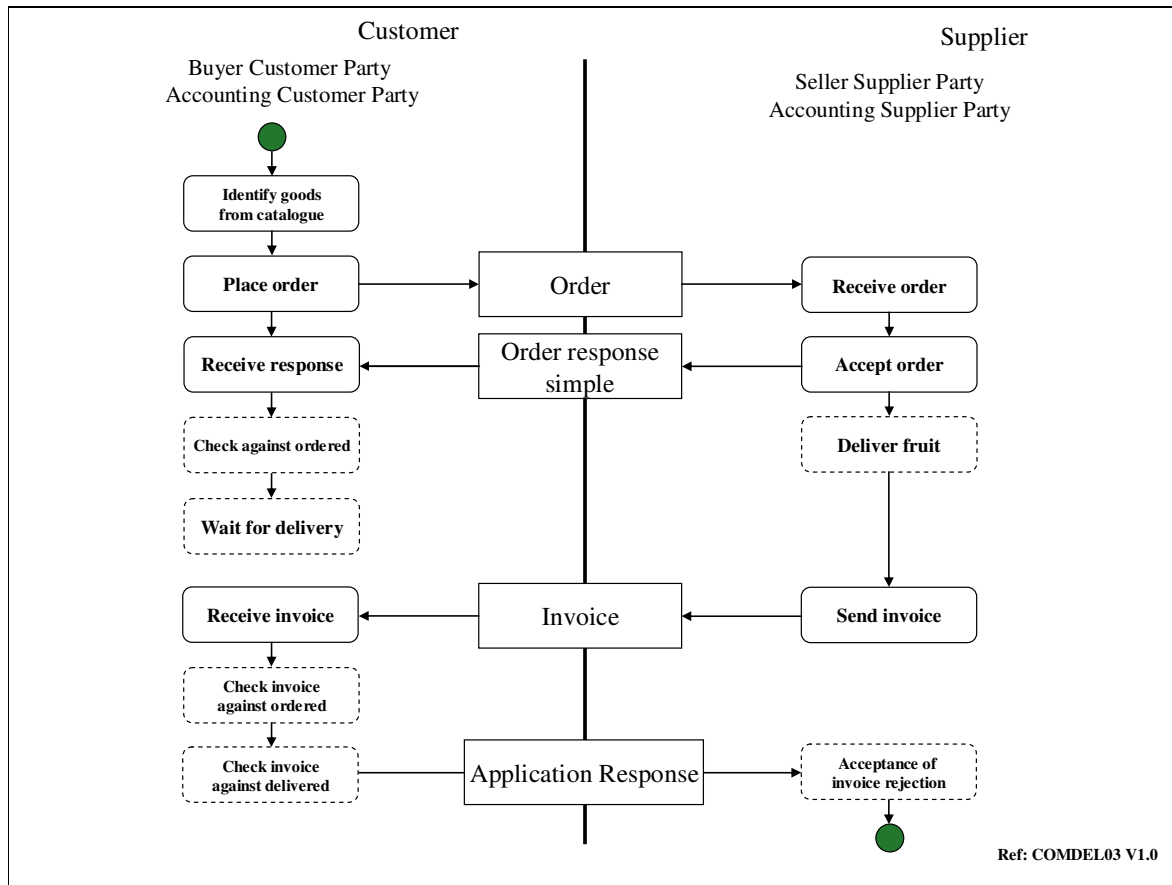 Customer
Supplier
Buyer Customer Party
Accounting Customer Party
Seller Supplier Party
Accounting Supplier Party
Identify goods
from catalogue
Place order
Order
Receive order
Receive response
Order response
simple
Accept order
Check against ordered
Deliver fruit
Wait for delivery
Receive invoice
Invoice
Send invoice
Check invoice
against ordered
Check invoice
against delivered
Application Response
Acceptance of
invoice rejection
Ref: COMDEL03 V1.0